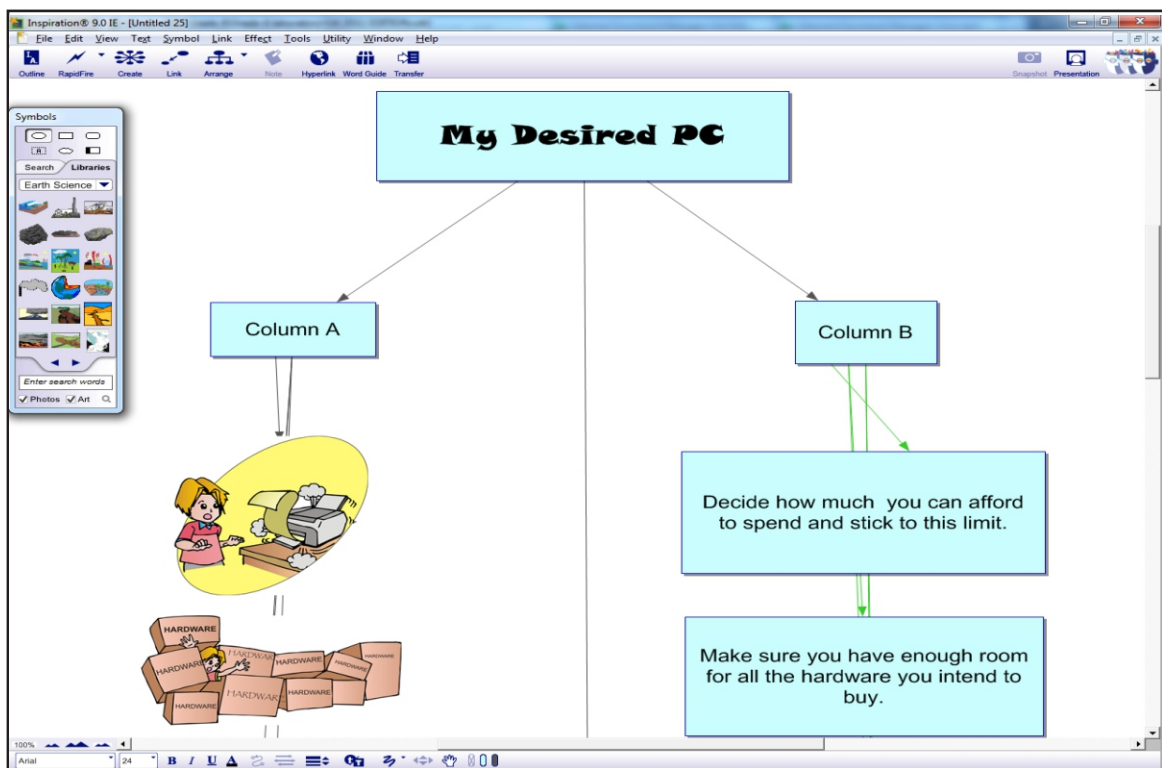 Inspiration® 9.0 IE - [Untitled 25]
File Edit View Text Symbol Link Effect Tools Utility Window Help
Outline RapidFire Create Link Arrange Note Hyperlink Word Guide Transfer Snapshot Presentation
Symbols
A
Search Libraries
Earth Science
Enter search words
Photos Art
My Desired PC
Column A
Column B
Decide how much you can afford
to spend and stick to this limit.
HARDWARE
HARDWARE
HARDWARE
HARDWARE
HARDWARE
HARDWARE
HARDWARE
HARDWARE
HARDWARE
HARDWARE
Make sure you have enough room
for all the hardware you intend to
buy.
100%
Arial 24 B I U A